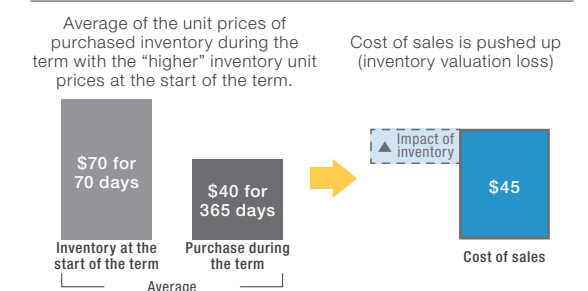 Average of the unit prices of
purchased inventory during the
term with the “higher” inventory unit
prices at the start of the term.
Cost of sales is pushed up
(inventory valuation loss)
$70 for
70 days
$40 for
365 days
▲ Impact of
inventory
$45
Inventory at the
start of the term
Purchase during
the term
Cost of sales
Average